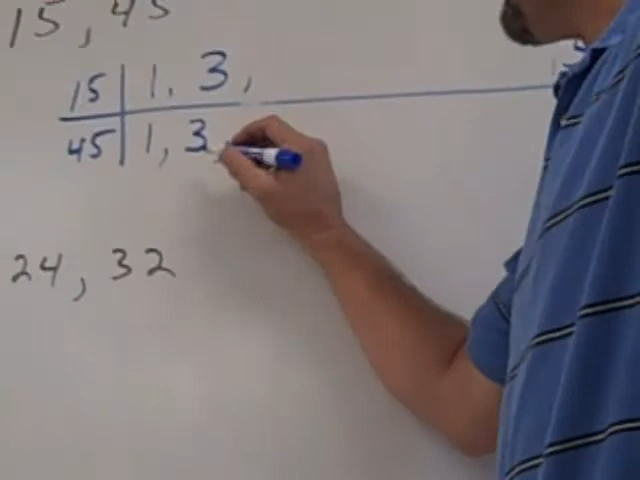 15, 45
15 | 1, 3,
45 | 1, 3,
24, 32